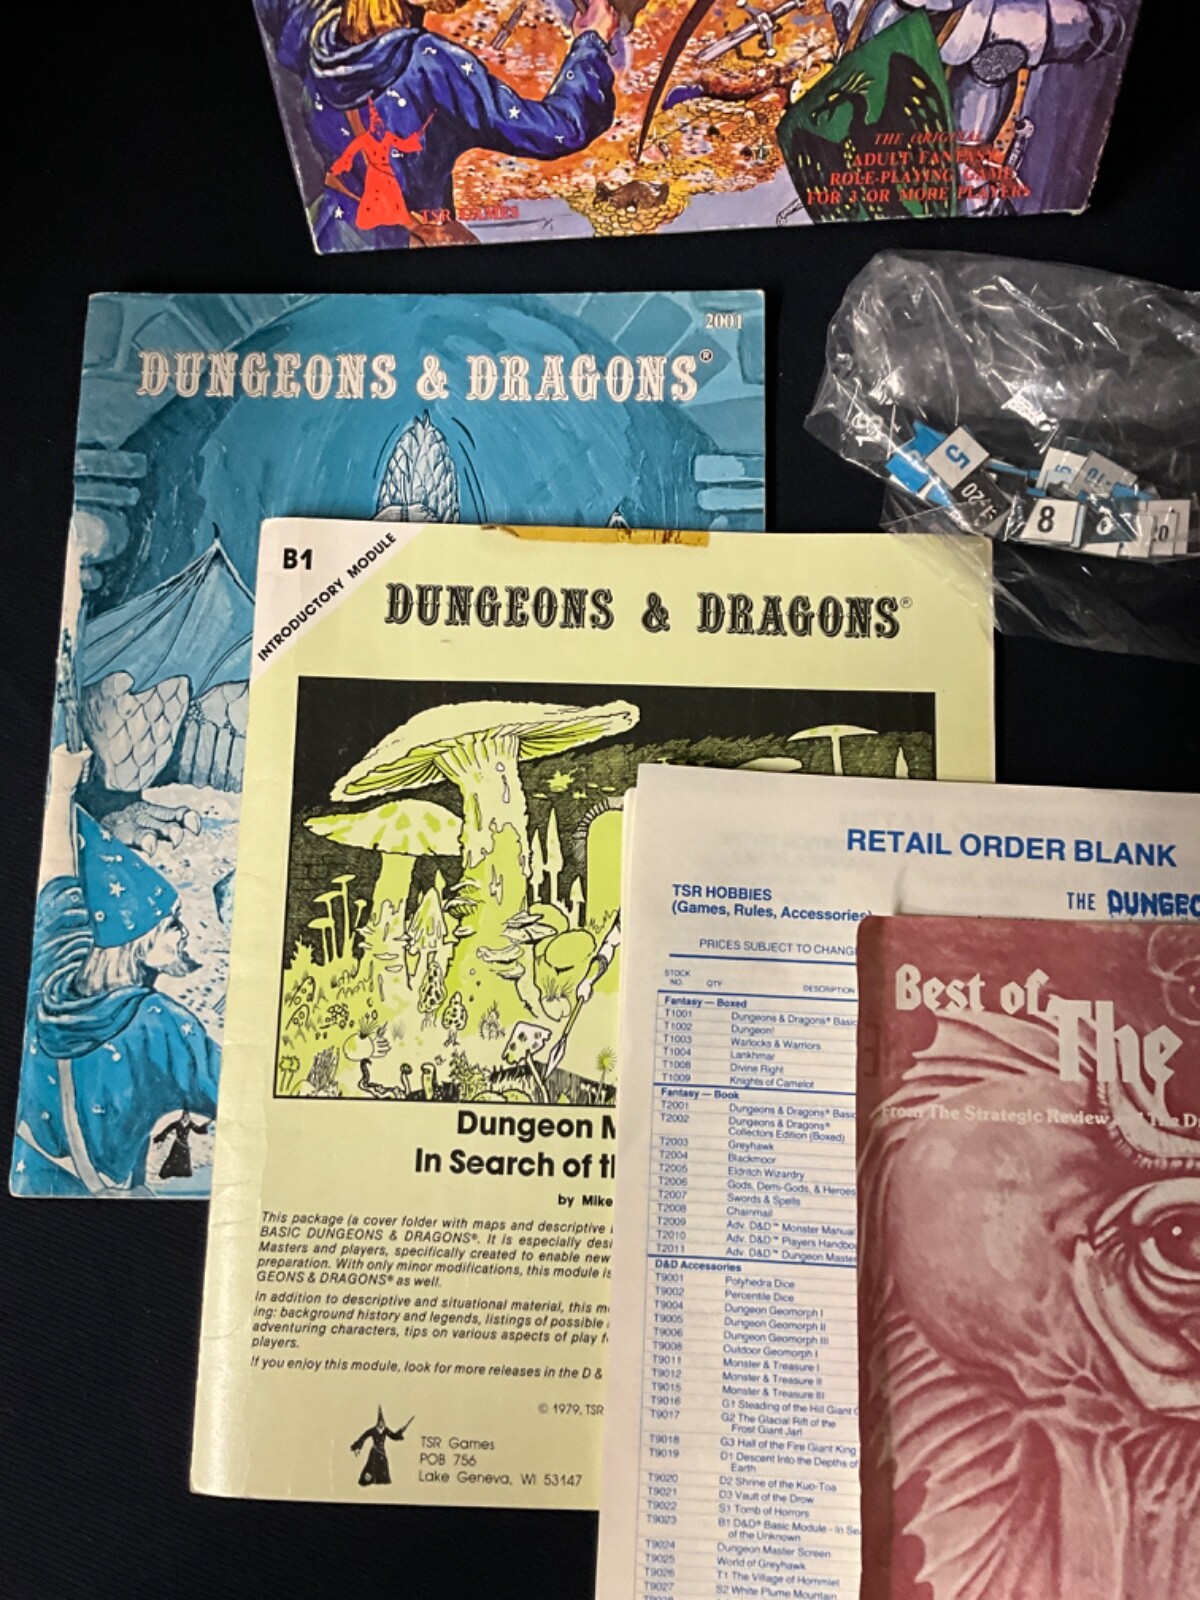 THE ORIGINAL
ADULT FANTASY
ROLE-PLAYING GAME
FOR 3 OR MORE PLAYERS
TSR GAMES
2001
DUNGEONS & DRAGONS®
5
8
20
B1
INTRODUCTORY MODULE
DUNGEONS & DRAGONS®
Dungeon M
In Search of th
by Mike
This package (a cover folder with maps and descriptive
BASIC DUNGEONS & DRAGONS®. It is especially desi
Masters and players, specifically created to enable new
preparation. With only minor modifications, this module is
GEONS & DRAGONS® as well.
In addition to descriptive and situational material, this m
ing: background history and legends, listings of possible
adventuring characters, tips on various aspects of play f
players.
If you enjoy this module, look for more releases in the D &
© 1979, TSR
TSR Games
POB 756
Lake Geneva, WI 53147
RETAIL ORDER BLANK
TSR HOBBIES
(Games, Rules, Accessories)
THE DUNGEO
PRICES SUBJECT TO CHANG
STOCK NO. QTY DESCRIPTION
Fantasy — Boxed
T1001 Dungeons & Dragons® Basic
T1002 Dungeon!
T1003 Warlocks & Warriors
T1004 Lankhmar
T1008 Divine Right
T1009 Knights of Camelot
Fantasy — Book
T2001 Dungeons & Dragons® Basic
T2002 Dungeons & Dragons®
Collectors Edition (Boxed)
T2003 Greyhawk
T2004 Blackmoor
T2005 Eldritch Wizardry
T2006 Gods, Demi-Gods, & Heroes
T2007 Swords & Spells
T2008 Chainmail
T2009 Adv. D&D™ Monster Manual
T2010 Adv. D&D™ Players Handboo
T2011 Adv. D&D™ Dungeon Master
D&D Accessories
T9001 Polyhedra Dice
T9002 Percentile Dice
T9004 Dungeon Geomorph I
T9005 Dungeon Geomorph II
T9006 Dungeon Geomorph III
T9008 Outdoor Geomorph I
T9011 Monster & Treasure I
T9012 Monster & Treasure II
T9015 Monster & Treasure III
T9016 G1 Steading of the Hill Giant C
T9017 G2 The Glacial Rift of the
Frost Giant Jarl
T9018 G3 Hall of the Fire Giant King
T9019 D1 Descent Into the Depths of
Earth
T9020 D2 Shrine of the Kuo-Toa
T9021 D3 Vault of the Drow
T9022 S1 Tomb of Horrors
T9023 B1 D&D® Basic Module - In Sea
of the Unknown
T9024 Dungeon Master Screen
T9025 World of Greyhawk
T9026 T1 The Village of Hommlet
T9027 S2 White Plume Mountain
Best of The
From The Strategic Review and The Dr